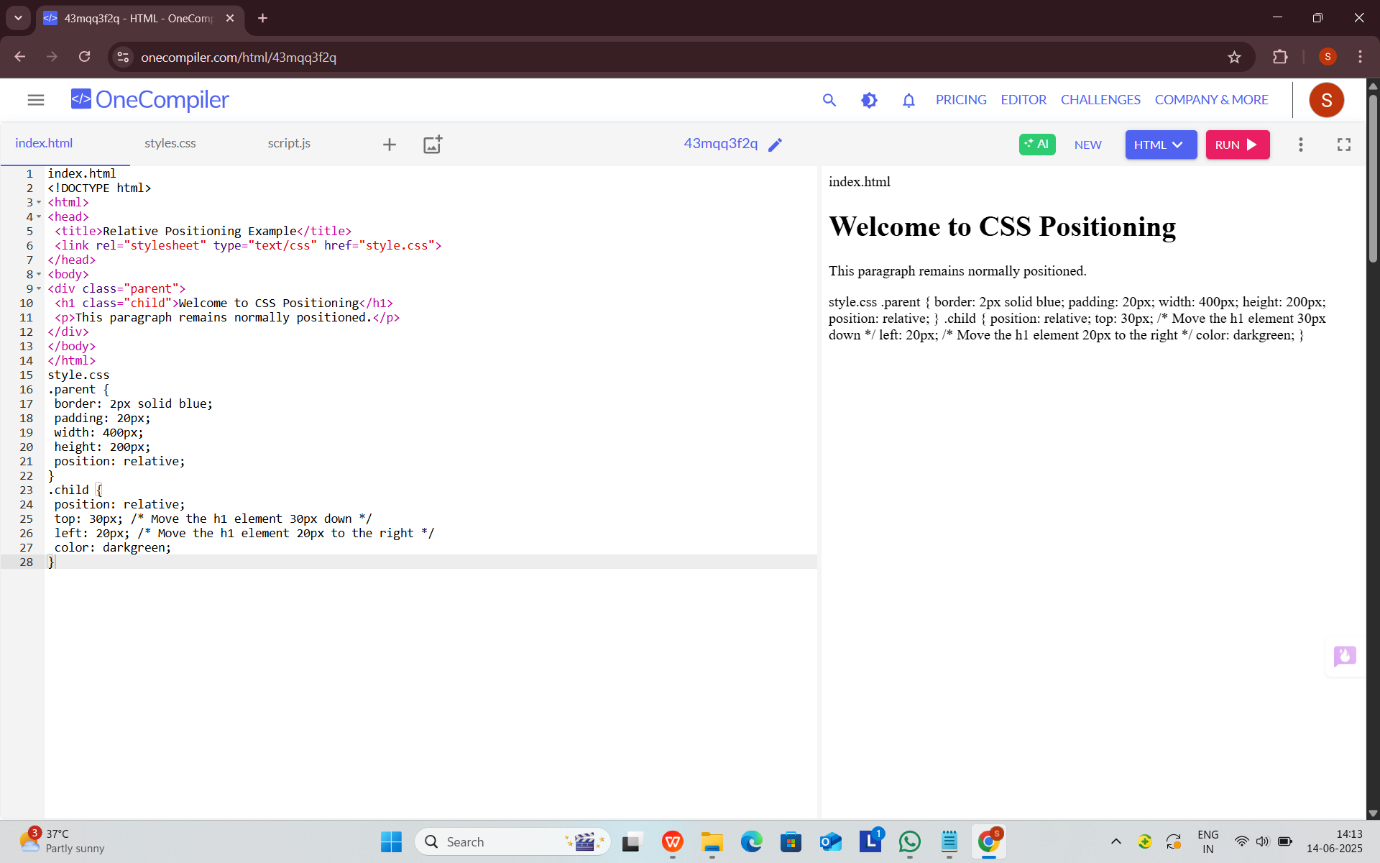 43mqq3f2q - HTML - OneComp
onecompiler.com/html/43mqq3f2q
S
</> OneCompiler
PRICING
EDITOR
CHALLENGES
COMPANY & MORE
S
index.html
styles.css
script.js
43mqq3f2q
AI
NEW
HTML
RUN
1 index.html
2 <!DOCTYPE html>
3 <html>
4 <head>
5 <title>Relative Positioning Example</title>
6 <link rel="stylesheet" type="text/css" href="style.css">
7 </head>
8 <body>
9 <div class="parent">
10 <h1 class="child">Welcome to CSS Positioning</h1>
11 <p>This paragraph remains normally positioned.</p>
12 </div>
13 </body>
14 </html>
15 style.css
16 .parent {
17 border: 2px solid blue;
18 padding: 20px;
19 width: 400px;
20 height: 200px;
21 position: relative;
22 }
23 .child {
24 position: relative;
25 top: 30px; /* Move the h1 element 30px down */
26 left: 20px; /* Move the h1 element 20px to the right */
27 color: darkgreen;
28 }
index.html
Welcome to CSS Positioning
This paragraph remains normally positioned.
style.css .parent { border: 2px solid blue; padding: 20px; width: 400px; height: 200px;
position: relative; } .child { position: relative; top: 30px; /* Move the h1 element 30px
down */ left: 20px; /* Move the h1 element 20px to the right */ color: darkgreen; }
3
37°C
Partly sunny
Search
W
L
1
S
ENG
IN
14:13
14-06-2025